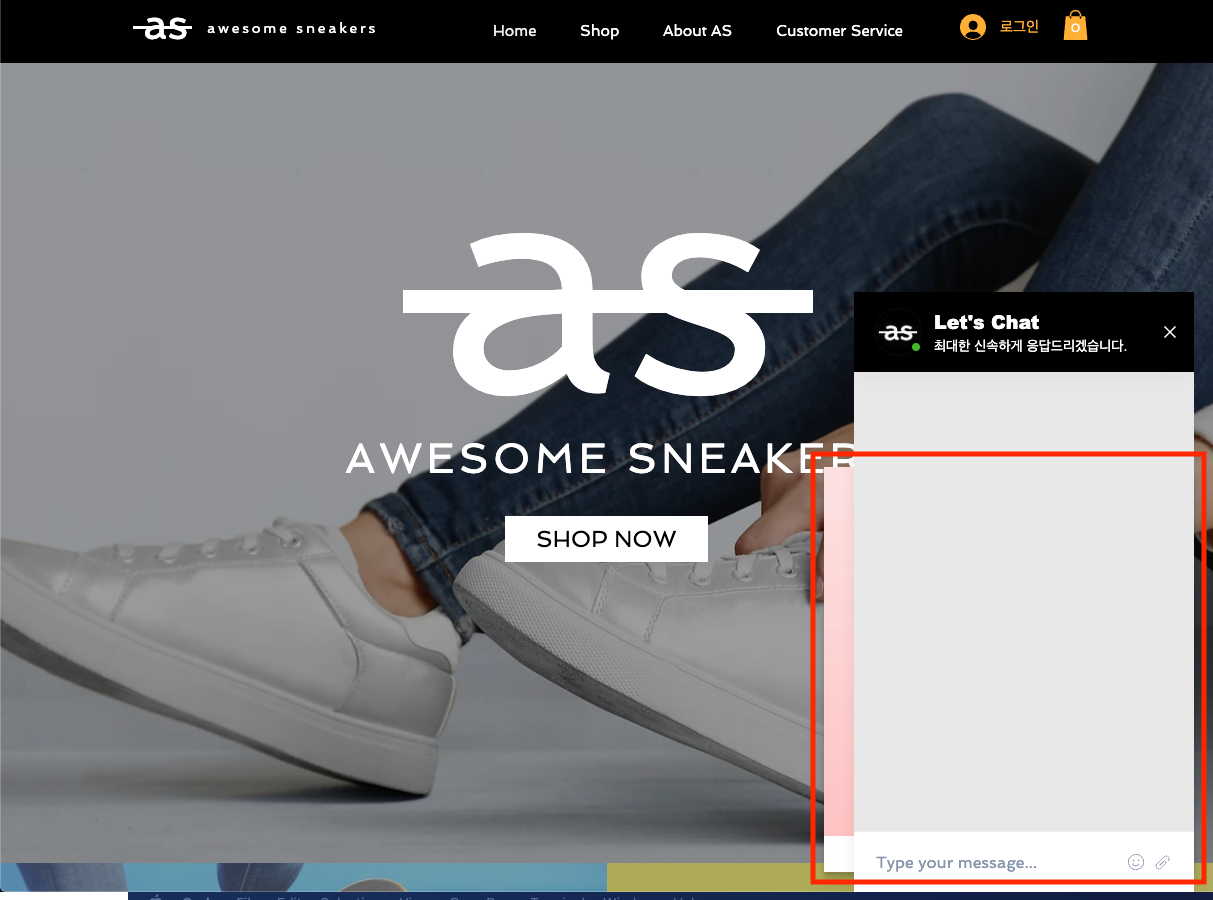 as awesome sneakers
Home Shop About AS Customer Service
로그인
0
as
AWESOME SNEAKER
SHOP NOW
as
Let's Chat
최대한 신속하게 응답드리겠습니다.
Type your message...